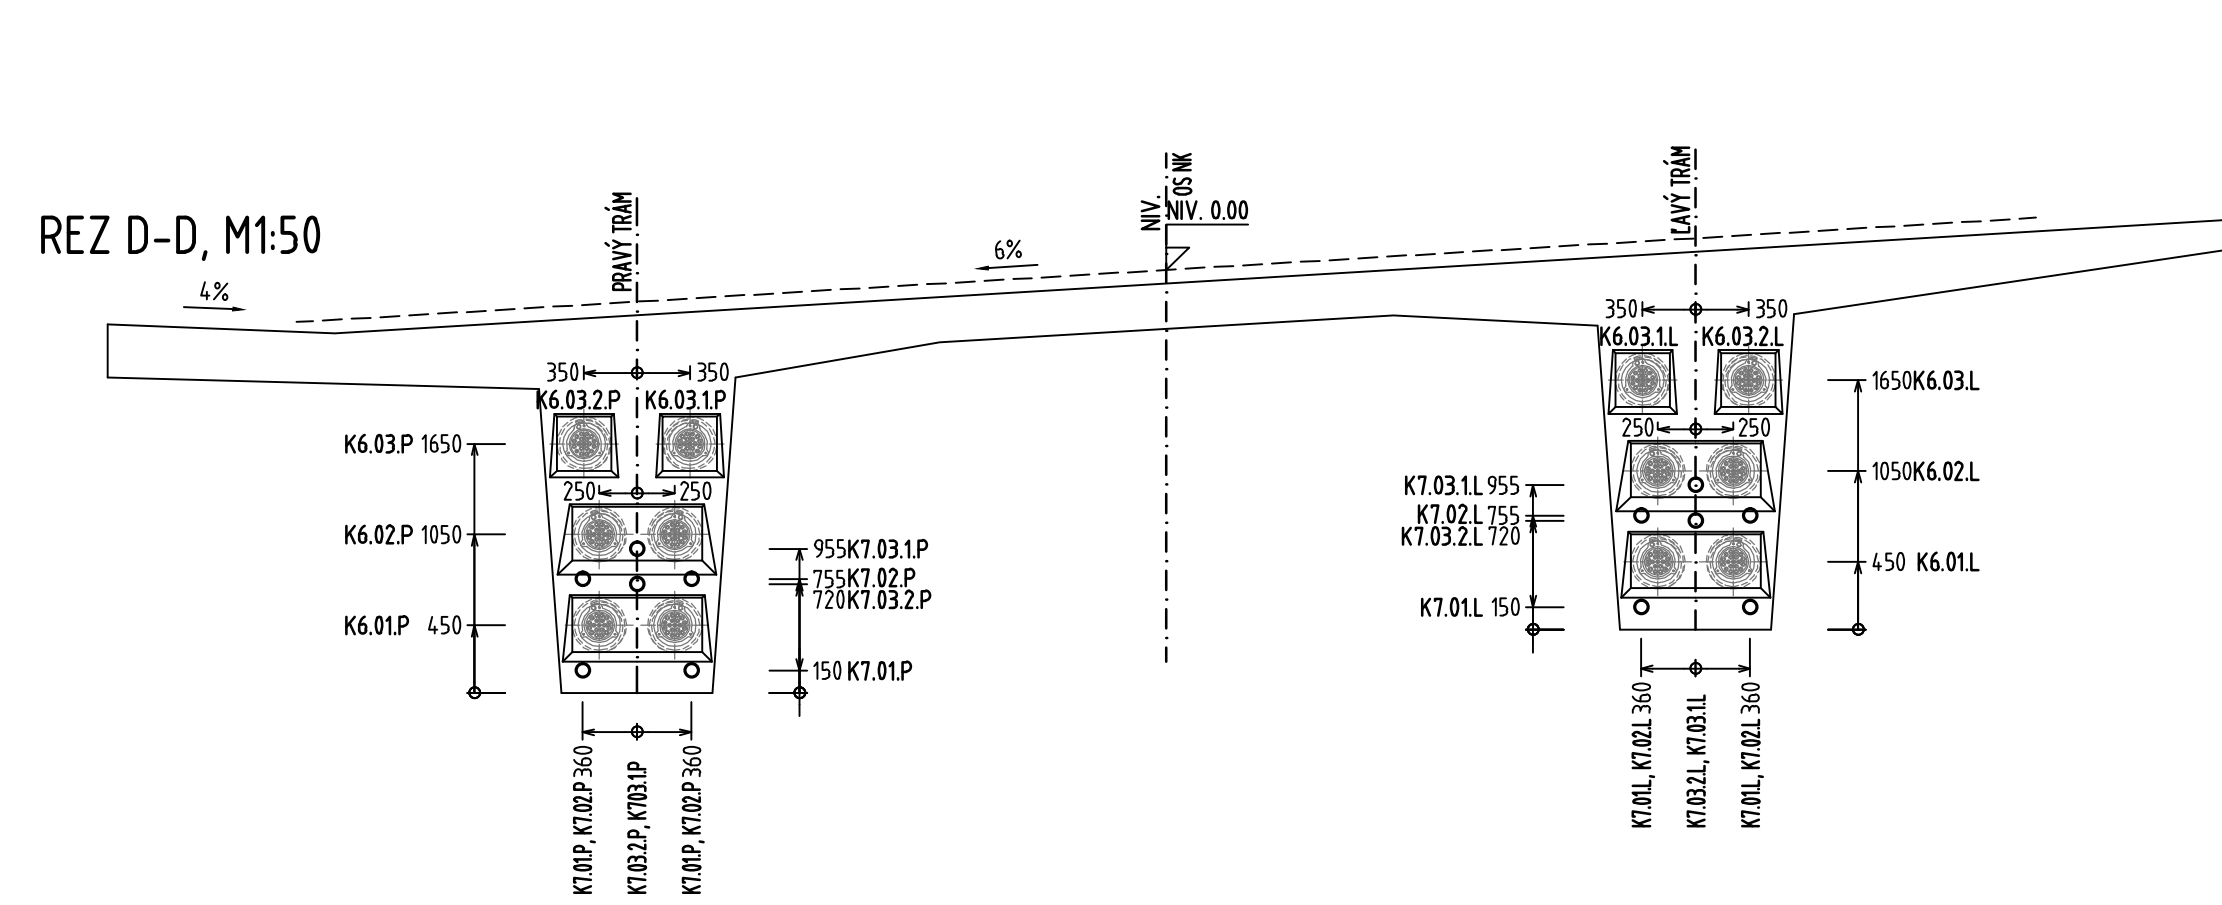 REZ D-D, M1:50
PRAVÝ TRÁM
NIV.
OS NK
NIV. 0.00
ĽAVÝ TRÁM
4%
6%
350
350
K6.03.2.P
K6.03.1.P
250
250
K6.03.P 1650
K6.02.P 1050
K6.01.P 450
955 K7.03.1.P
755 K7.02.P
720 K7.03.2.P
150 K7.01.P
K7.01.P, K7.02.P 360
K7.03.2.P, K703.1.P
K7.01.P, K7.02.P 360
350
350
K6.03.1.L
K6.03.2.L
250
250
K7.03.1.L 955
K7.02.L 755
K7.03.2.L 720
K7.01.L 150
1650 K6.03.L
1050 K6.02.L
450 K6.01.L
K7.01.L, K7.02.L 360
K7.03.2.L, K7.03.1.L
K7.01.L, K7.02.L 360